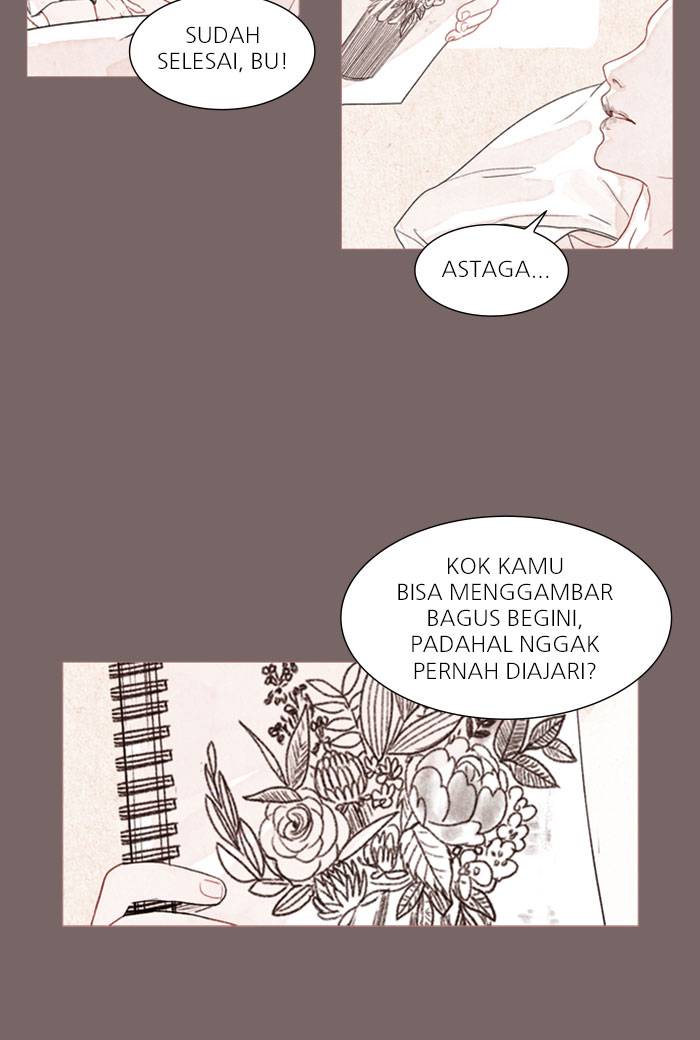 SUDAH
SELESAI, BU!
ASTAGA...
KOK KAMU
BISA MENGGAMBAR
BAGUS BEGINI,
PADAHAL NGGAK
PERNAH DIAJARI?